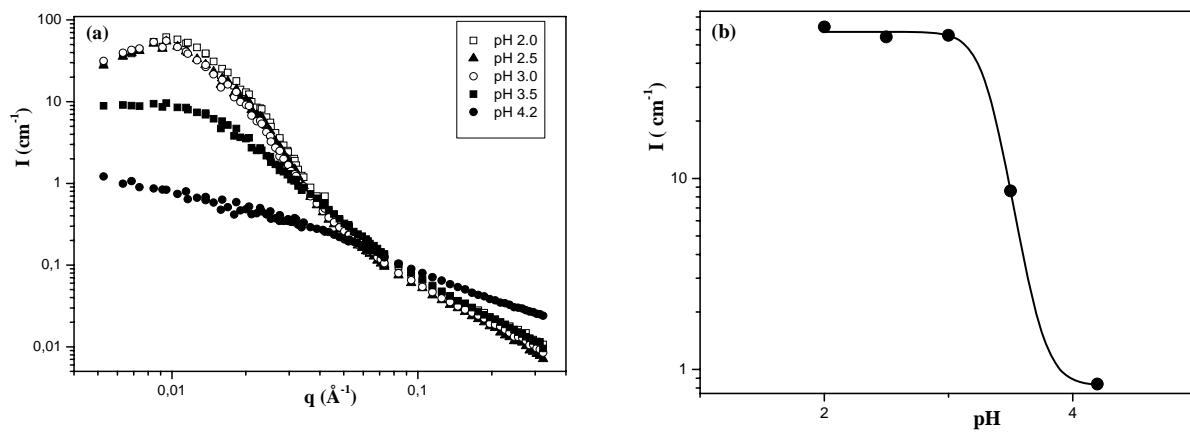 (a)
100
10
1
0,1
0,01
I (cm⁻¹)
0,01
0,1
q (Å⁻¹)
pH 2.0
pH 2.5
pH 3.0
pH 3.5
pH 4.2
(b)
10
1
I ( cm⁻¹)
2
4
pH